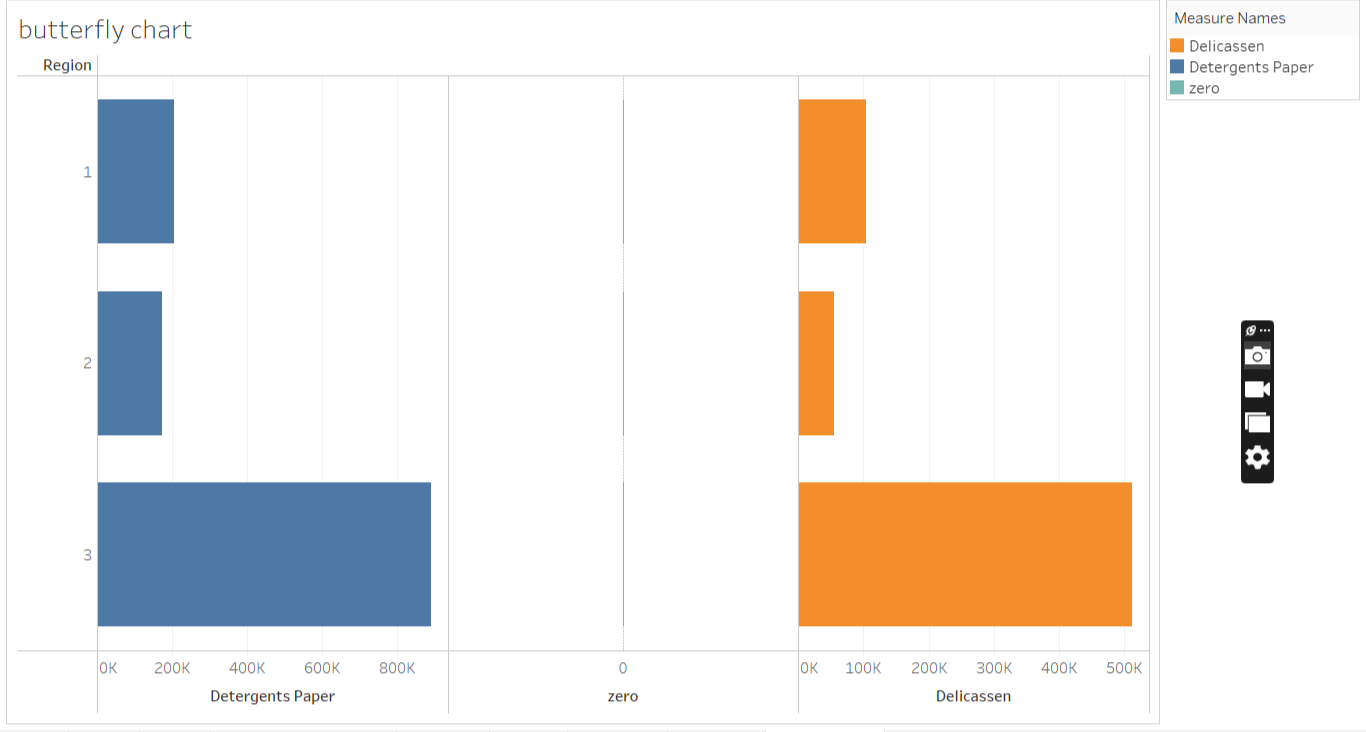 butterfly chart
Measure Names
Delicassen
Detergents Paper
zero
Region
1
2
3
0K 200K 400K 600K 800K
0
0K 100K 200K 300K 400K 500K
Detergents Paper
zero
Delicassen